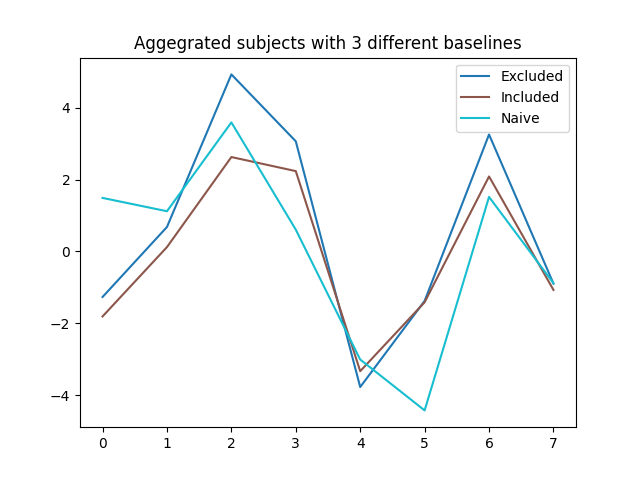 Aggegrated subjects with 3 different baselines
Excluded
Included
Naive
4
2
0
−2
−4
0 1 2 3 4 5 6 7